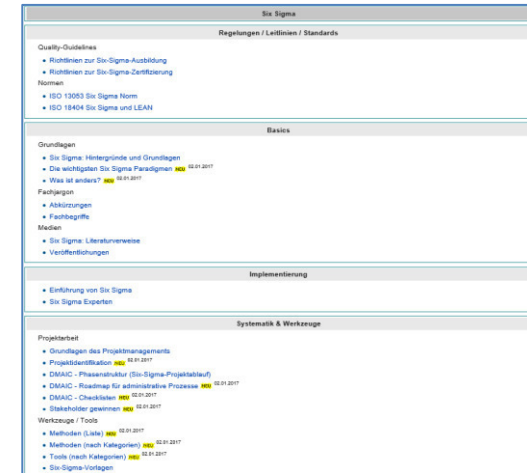 Six Sigma
Regelungen / Leitlinien / Standards
Quality-Guidelines
• Richtlinien zur Six-Sigma-Ausbildung
• Richtlinien zur Six-Sigma-Zertifizierung
Normen
• ISO 13053 Six Sigma Norm
• ISO 18404 Six Sigma und LEAN
Basics
Grundlagen
• Six Sigma: Hintergründe und Grundlagen
• Die wichtigsten Six Sigma Paradigmen NEU 02.01.2017
• Was ist anders? NEU 02.01.2017
Fachjargon
• Abkürzungen
• Fachbegriffe
Medien
• Six Sigma: Literaturverweise
• Veröffentlichungen
Implementierung
• Einführung von Six Sigma
• Six Sigma Experten
Systematik & Werkzeuge
Projektarbeit
• Grundlagen des Projektmanagements
• Projektidentifikation NEU 02.01.2017
• DMAIC - Phasenstruktur (Six-Sigma-Projektablauf)
• DMAIC - Roadmap für administrative Prozesse NEU 02.01.2017
• DMAIC - Checklisten NEU 02.01.2017
• Stakeholder gewinnen NEU 02.01.2017
Werkzeuge / Tools
• Methoden (Liste) NEU 02.01.2017
• Methoden (nach Kategorien) NEU 02.01.2017
• Tools (nach Kategorien) NEU 02.01.2017
• Six-Sigma-Vorlagen